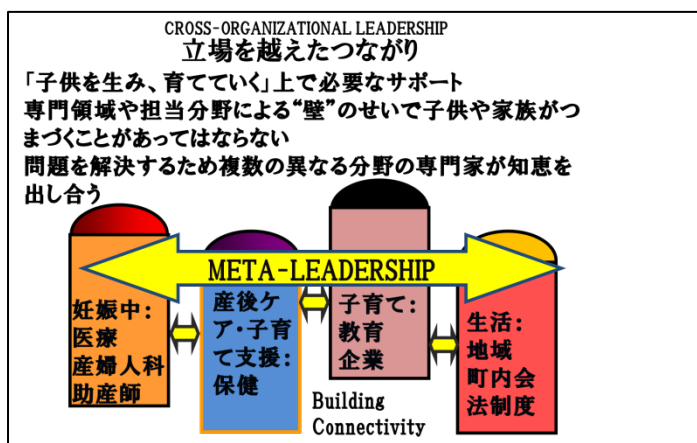 CROSS-ORGANIZATIONAL LEADERSHIP
立場を越えたつながり
「子供を生み、育てていく」上で必要なサポート
専門領域や担当分野による“壁”のせいで子供や家族がつ
まづくことがあってはならない
問題を解決するため複数の異なる分野の専門家が知恵を
出し合う
META-LEADERSHIP
妊娠中：
医療
産婦人科
助産師
産後ケ
ア・子育
て支援：
保健
子育て：
教育
企業
生活：
地域
町内会
法制度
Building
Connectivity